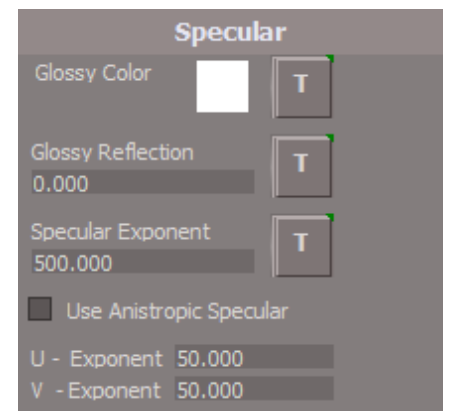 Specular
Glossy Color T
Glossy Reflection
0.000 T
Specular Exponent
500.000 T
Use Anistropic Specular
U - Exponent 50.000
V - Exponent 50.000